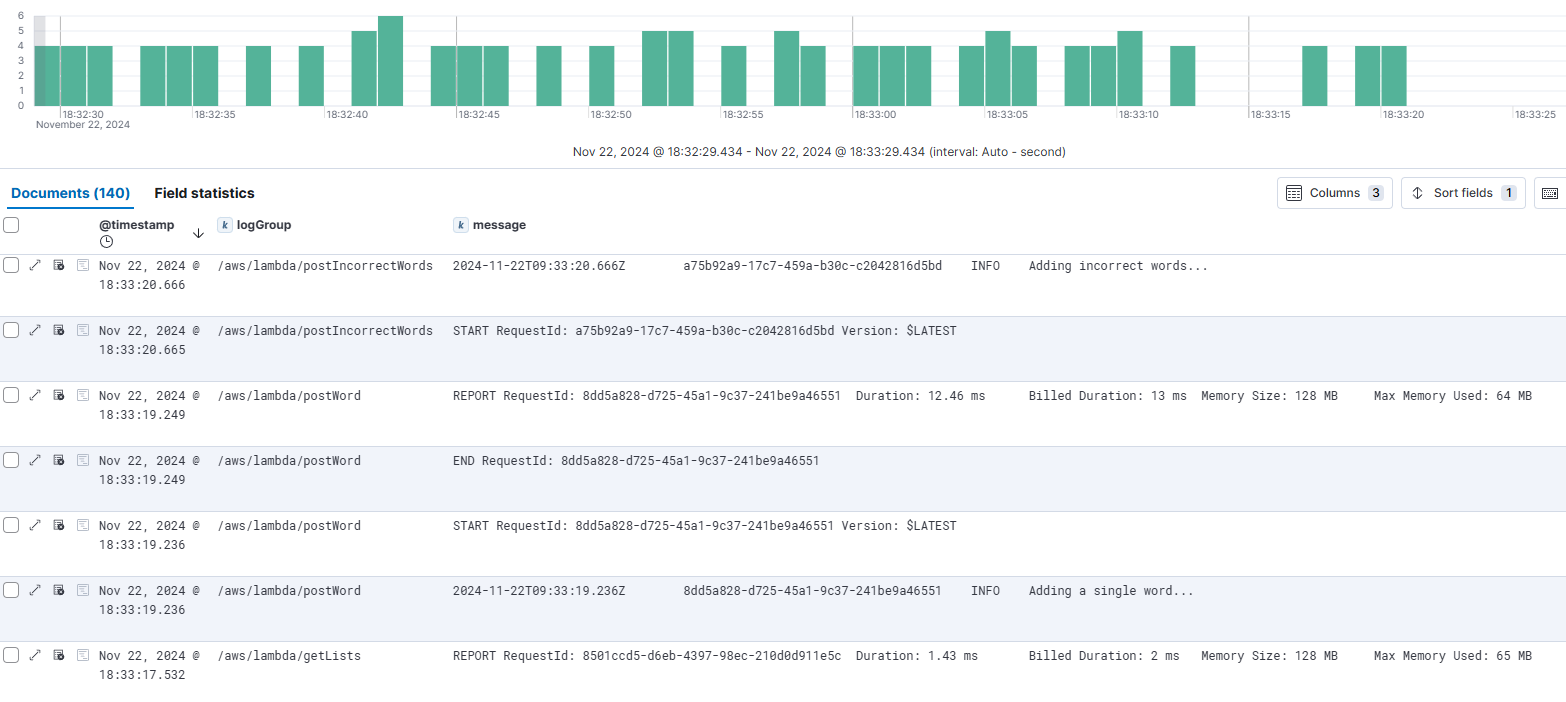 6
5
4
3
2
1
0
18:32:30 18:32:35 18:32:40 18:32:45 18:32:50 18:32:55 18:33:00 18:33:05 18:33:10 18:33:15 18:33:20 18:33:25
November 22, 2024
Nov 22, 2024 @ 18:32:29.434 - Nov 22, 2024 @ 18:33:29.434 (interval: Auto - second)
Documents (140) Field statistics Columns 3 Sort fields 1
@timestamp k logGroup k message
Nov 22, 2024 @ /aws/lambda/postIncorrectWords 2024-11-22T09:33:20.666Z a75b92a9-17c7-459a-b30c-c2042816d5bd INFO Adding incorrect words...
18:33:20.666
Nov 22, 2024 @ /aws/lambda/postIncorrectWords START RequestId: a75b92a9-17c7-459a-b30c-c2042816d5bd Version: $LATEST
18:33:20.665
Nov 22, 2024 @ /aws/lambda/postWord REPORT RequestId: 8dd5a828-d725-45a1-9c37-241be9a46551 Duration: 12.46 ms Billed Duration: 13 ms Memory Size: 128 MB Max Memory Used: 64 MB
18:33:19.249
Nov 22, 2024 @ /aws/lambda/postWord END RequestId: 8dd5a828-d725-45a1-9c37-241be9a46551
18:33:19.249
Nov 22, 2024 @ /aws/lambda/postWord START RequestId: 8dd5a828-d725-45a1-9c37-241be9a46551 Version: $LATEST
18:33:19.236
Nov 22, 2024 @ /aws/lambda/postWord 2024-11-22T09:33:19.236Z 8dd5a828-d725-45a1-9c37-241be9a46551 INFO Adding a single word...
18:33:19.236
Nov 22, 2024 @ /aws/lambda/getLists REPORT RequestId: 8501ccd5-d6eb-4397-98ec-210d0d911e5c Duration: 1.43 ms Billed Duration: 2 ms Memory Size: 128 MB Max Memory Used: 65 MB
18:33:17.532